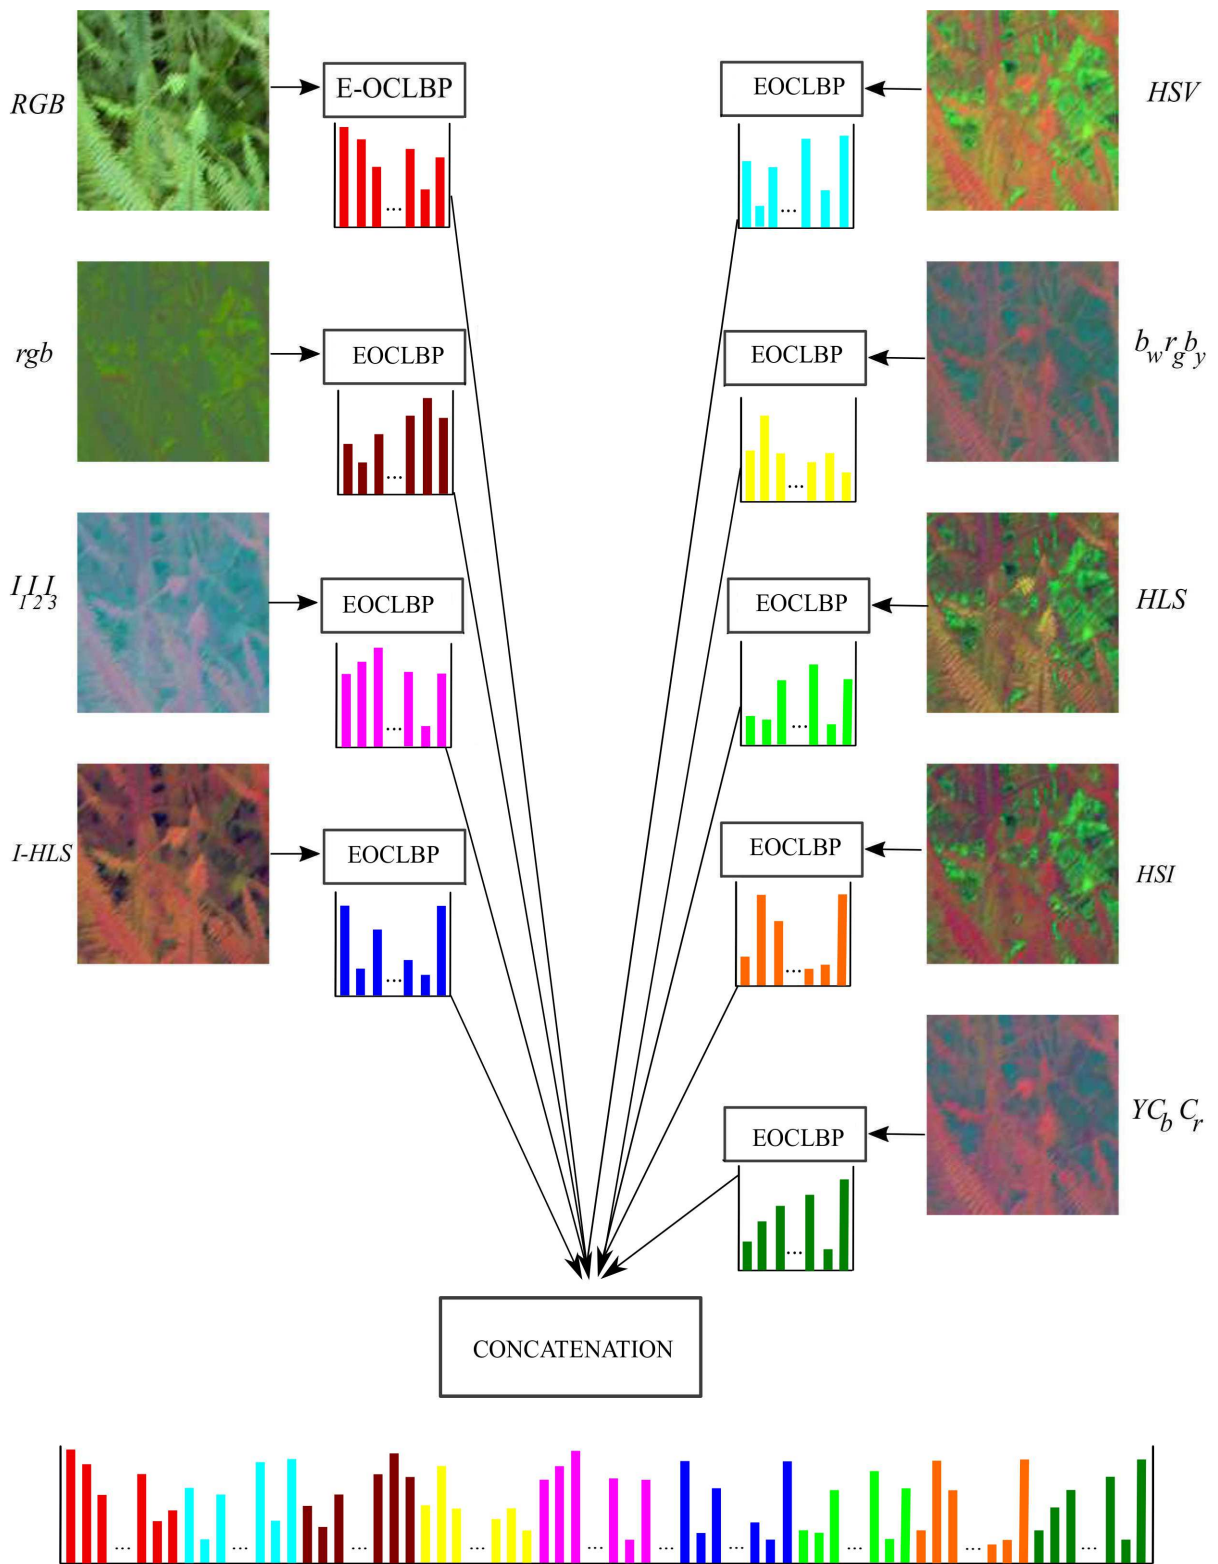 RGB
E-OCLBP
EOCLBP
HSV
...
...
rgb
EOCLBP
EOCLBP
b_w r_g b_y
...
...
I_1 I_2 I_3
EOCLBP
EOCLBP
HLS
...
...
I-HLS
EOCLBP
EOCLBP
HSI
...
...
EOCLBP
YC_b C_r
...
CONCATENATION
... ... ... ... ... ... ... ... ...